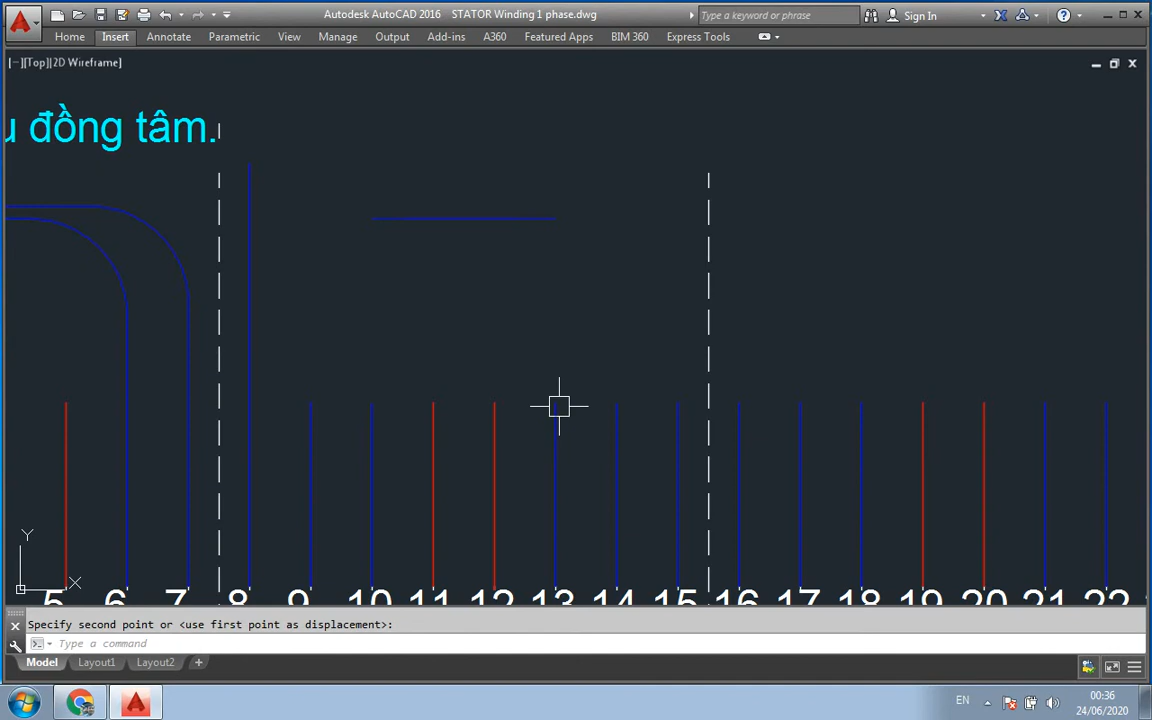 Autodesk AutoCAD 2016 STATOR Winding 1 phase.dwg
Type a keyword or phrase
Sign In
Home Insert Annotate Parametric View Manage Output Add-ins A360 Featured Apps BIM 360 Express Tools
[−][Top][2D Wireframe]
đồng tâm.
Y
X
5 6 7 8 9 10 11 12 13 14 15 16 17 18 19 20 21 22
Specify second point or <use first point as displacement>:
Type a command
Model Layout1 Layout2 +
EN
00:36
24/06/2020